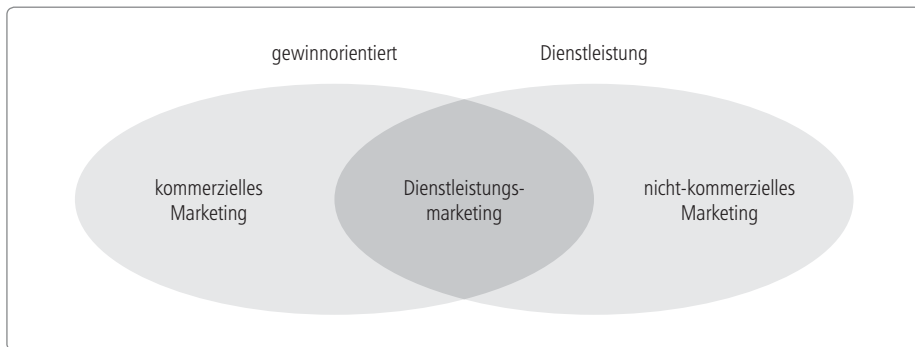 gewinnorientiert
Dienstleistung
kommerzielles
Marketing
Dienstleistungs-
marketing
nicht-kommerzielles
Marketing